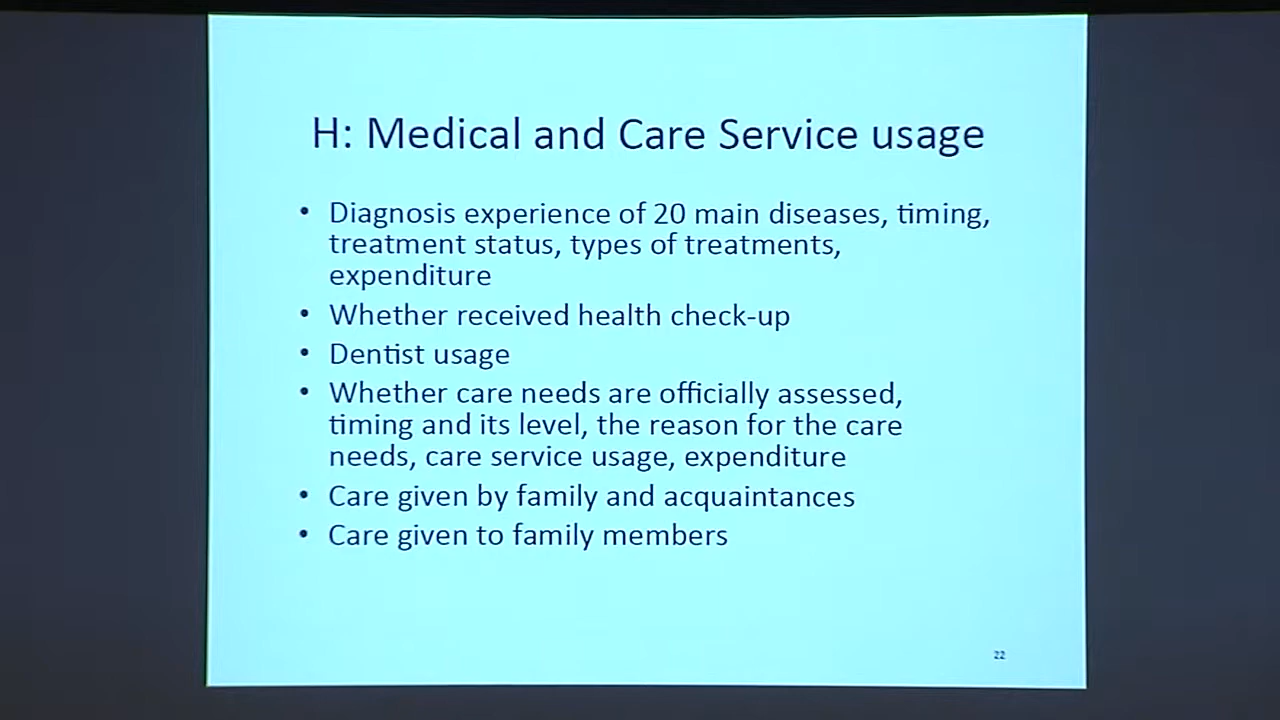 H: Medical and Care Service usage
• Diagnosis experience of 20 main diseases, timing,
treatment status, types of treatments,
expenditure
• Whether received health check-up
• Dentist usage
• Whether care needs are officially assessed,
timing and its level, the reason for the care
needs, care service usage, expenditure
• Care given by family and acquaintances
• Care given to family members
22